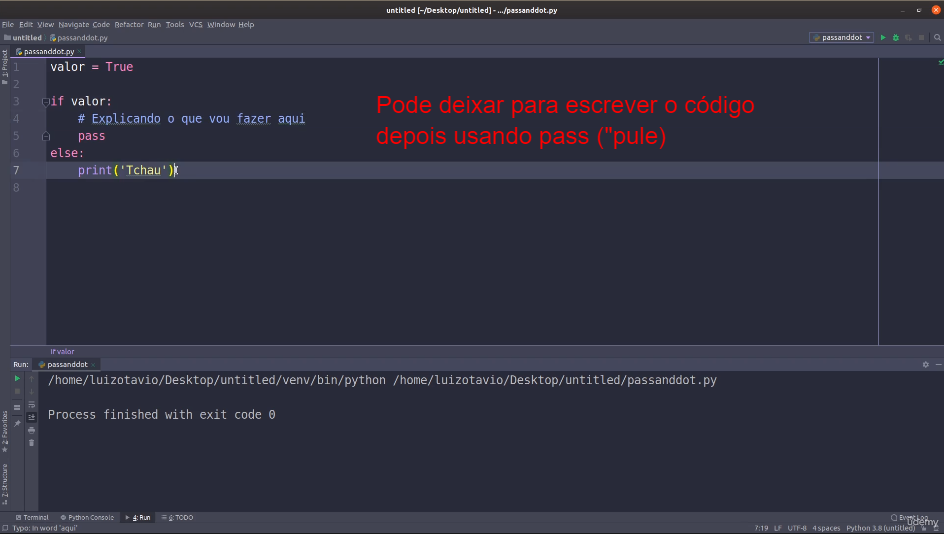 untitled [~/Desktop/untitled] - .../passanddot.py
File Edit View Navigate Code Refactor Run Tools VCS Window Help
untitled passanddot.py passanddot
1: Project
passanddot.py
1 valor = True
2
3 if valor:
4 # Explicando o que vou fazer aqui
5 pass
6 else:
7 print('Tchau')
8
Pode deixar para escrever o código
depois usando pass ("pule)
if valor
Run: passanddot
/home/luizotavio/Desktop/untitled/venv/bin/python /home/luizotavio/Desktop/untitled/passanddot.py
Process finished with exit code 0
2: Favorites
Z: Structure
Terminal Python Console 4: Run 6: TODO Event Log
Typo: In word 'aqui' 7:19 LF UTF-8 4 spaces Python 3.8 (untitled)
udemy